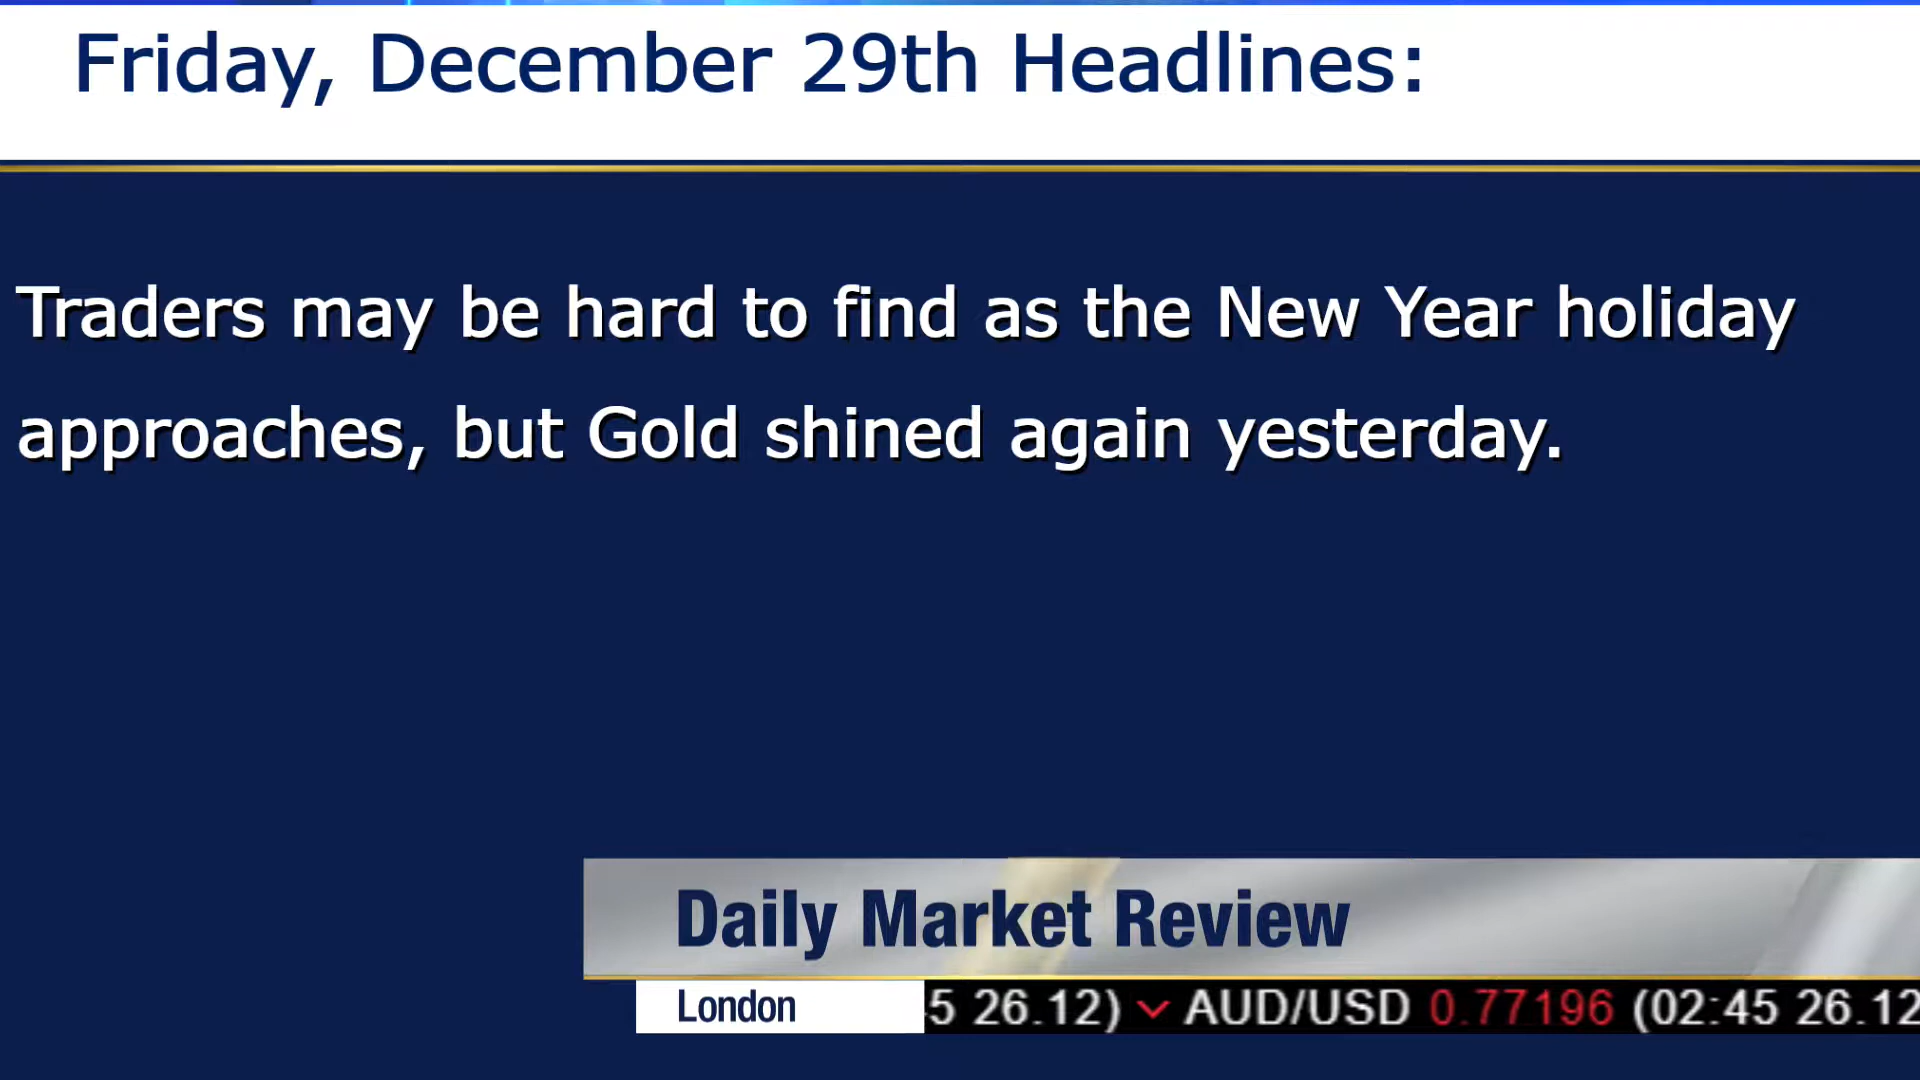 Friday, December 29th Headlines:
Traders may be hard to find as the New Year holiday
approaches, but Gold shined again yesterday.
Daily Market Review
London
5 26.12) AUD/USD 0.77196 (02:45 26.12